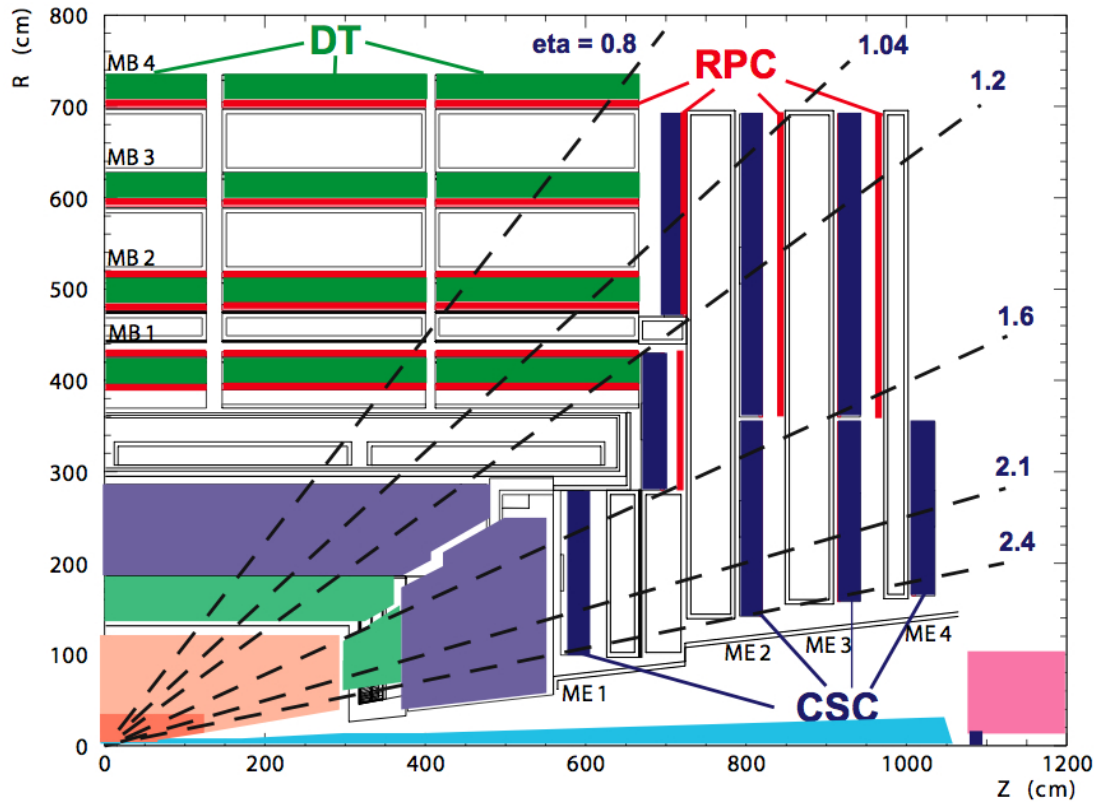 R (cm)
800
700
600
500
400
300
200
100
0
DT
eta = 0.8
1.04
RPC
1.2
MB 4
MB 3
MB 2
MB 1
1.6
2.1
2.4
ME 1
ME 2
ME 3
ME 4
CSC
0
200
400
600
800
1000
1200
Z (cm)